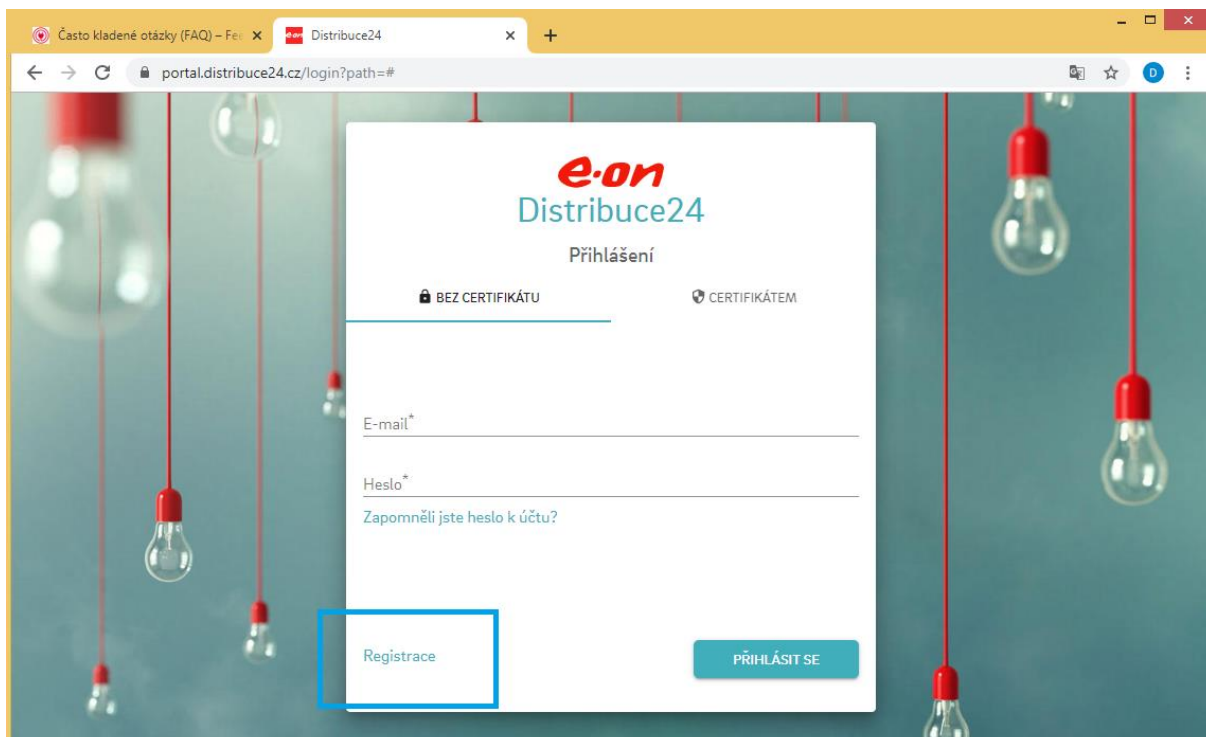 Často kladené otázky (FAQ) – Fe
Distribuce24
portal.distribuce24.cz/login?path=#
D
e·on
Distribuce24
Přihlášení
BEZ CERTIFIKÁTU
CERTIFIKÁTEM
E-mail*
Heslo*
Zapomněli jste heslo k účtu?
Registrace
PŘIHLÁSIT SE